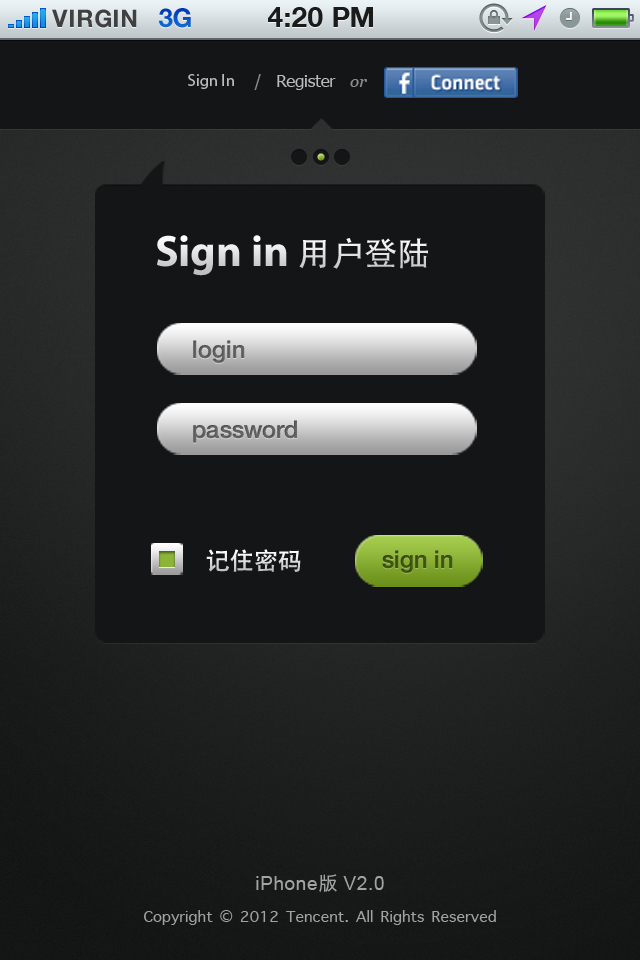 VIRGIN 3G 4:20 PM
Sign In / Register or f Connect
Sign in 用户登陆
login
password
记住密码 sign in
iPhone版 V2.0
Copyright © 2012 Tencent. All Rights Reserved